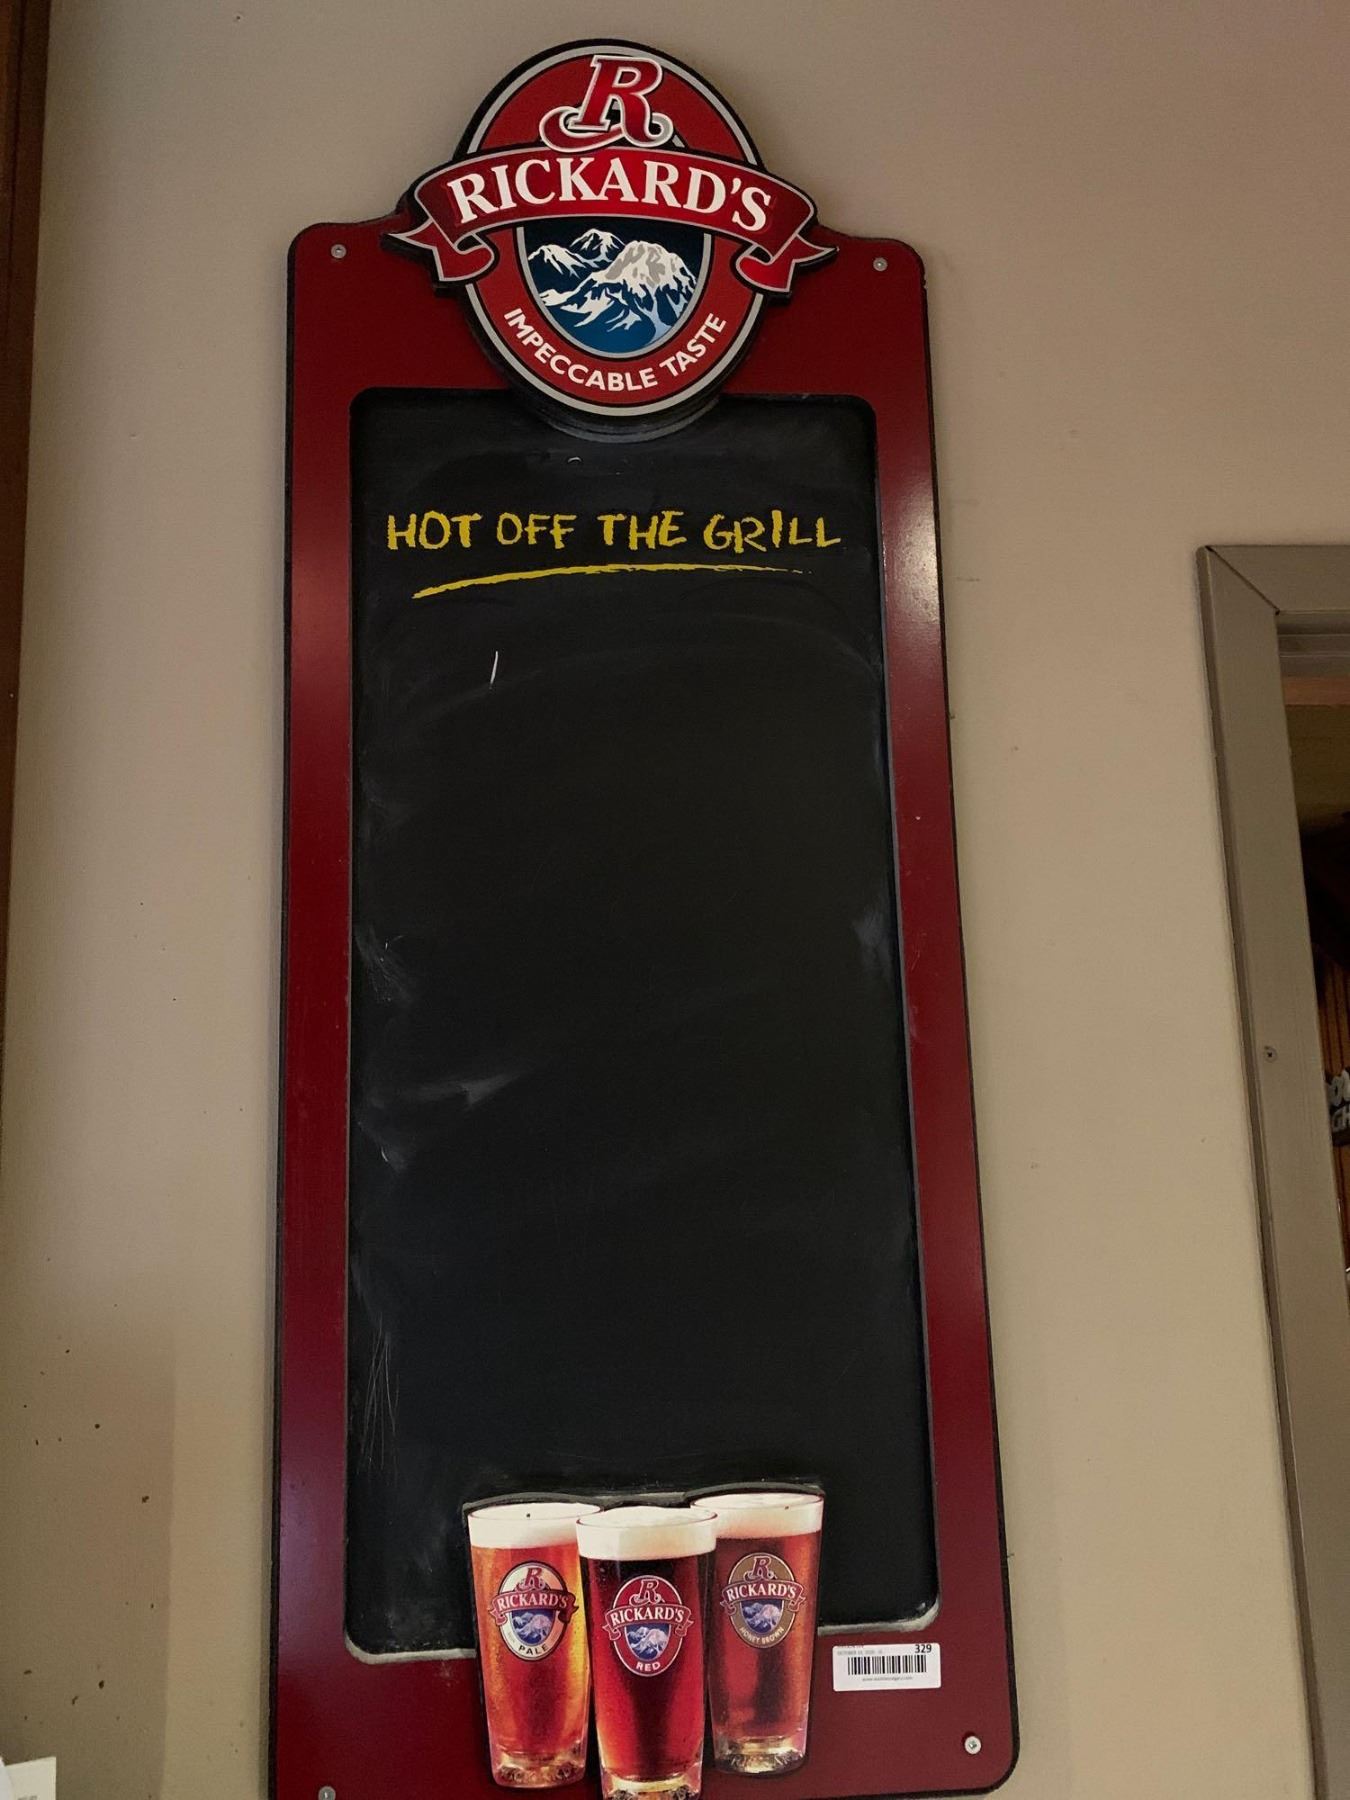 R
RICKARD'S
IMPECCABLE TASTE
HOT OFF THE GRILL
R
RICKARD'S
PALE
R
RICKARD'S
RED
R
RICKARD'S
HONEY BROWN
329